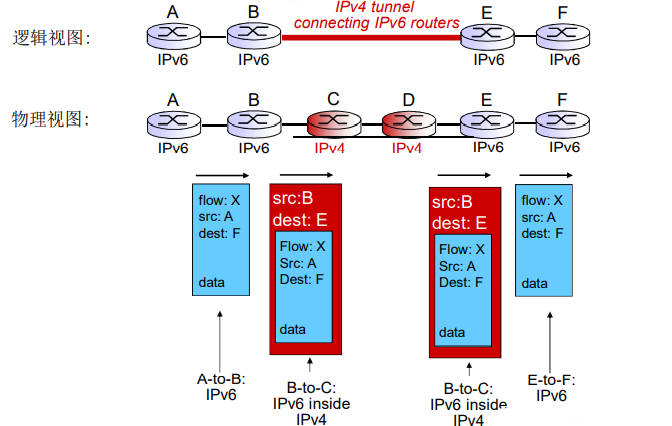 IPv4 tunnel
connecting IPv6 routers
逻辑视图:
A B E F
IPv6 IPv6 IPv6 IPv6
物理视图:
A B C D E F
IPv6 IPv6 IPv4 IPv4 IPv6 IPv6
flow: X
src: A
dest: F
data
src:B
dest: E
Flow: X
Src: A
Dest: F
data
src:B
dest: E
Flow: X
Src: A
Dest: F
data
flow: X
src: A
dest: F
data
A-to-B:
IPv6
B-to-C:
IPv6 inside
IPv4
B-to-C:
IPv6 inside
IPv4
E-to-F:
IPv6